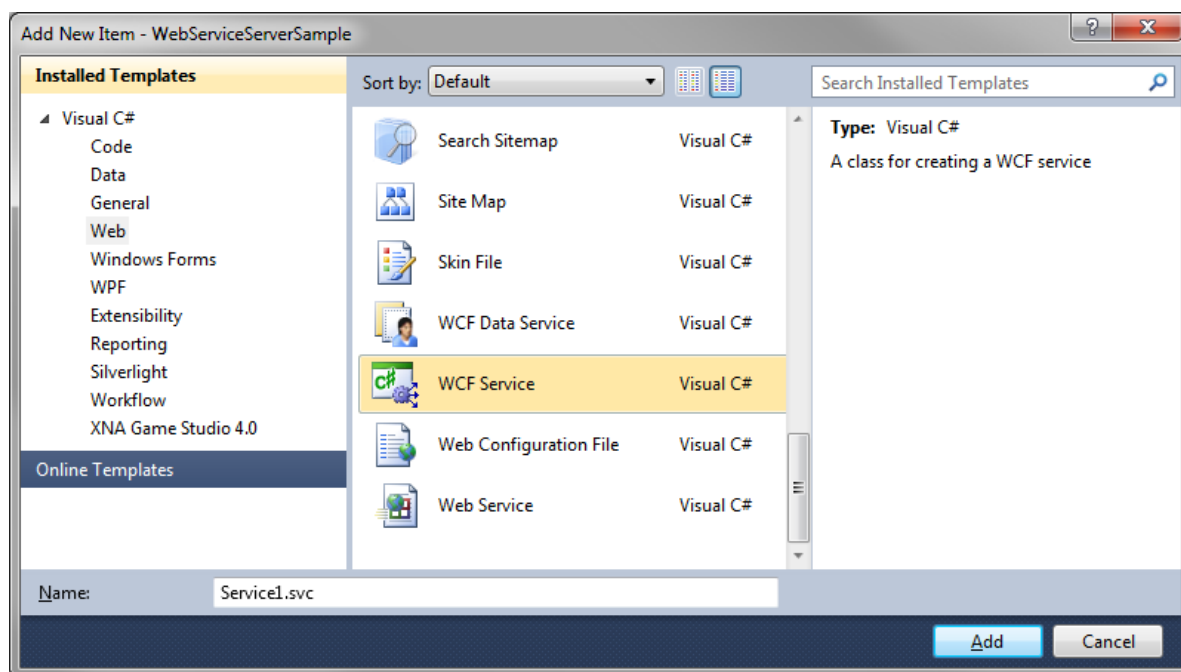 Add New Item - WebServiceServerSample
Installed Templates
Visual C#
Code
Data
General
Web
Windows Forms
WPF
Extensibility
Reporting
Silverlight
Workflow
XNA Game Studio 4.0
Online Templates
Sort by: Default
Search Sitemap Visual C#
Site Map Visual C#
Skin File Visual C#
WCF Data Service Visual C#
WCF Service Visual C#
Web Configuration File Visual C#
Web Service Visual C#
Search Installed Templates
Type: Visual C#
A class for creating a WCF service
Name: Service1.svc
Add Cancel